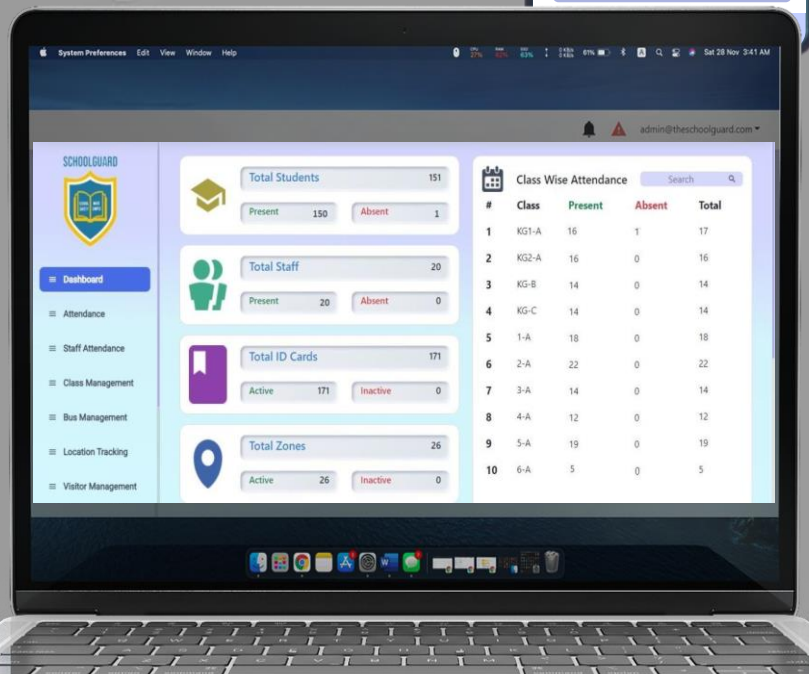 System Preferences Edit View Window Help
61% Sat 28 Nov 3:41 AM
admin@theschoolguard.com
SCHOOLGUARD
Dashboard
Attendance
Staff Attendance
Class Management
Bus Management
Location Tracking
Visitor Management
Total Students 151
Present 150 Absent 1
Total Staff 20
Present 20 Absent 0
Total ID Cards 171
Active 171 Inactive 0
Total Zones 26
Active 26 Inactive 0
Class Wise Attendance Search
# Class Present Absent Total
1 KG1-A 16 1 17
2 KG2-A 16 0 16
3 KG-B 14 0 14
4 KG-C 14 0 14
5 1-A 18 0 18
6 2-A 22 0 22
7 3-A 14 0 14
8 4-A 12 0 12
9 5-A 19 0 19
10 6-A 5 0 5